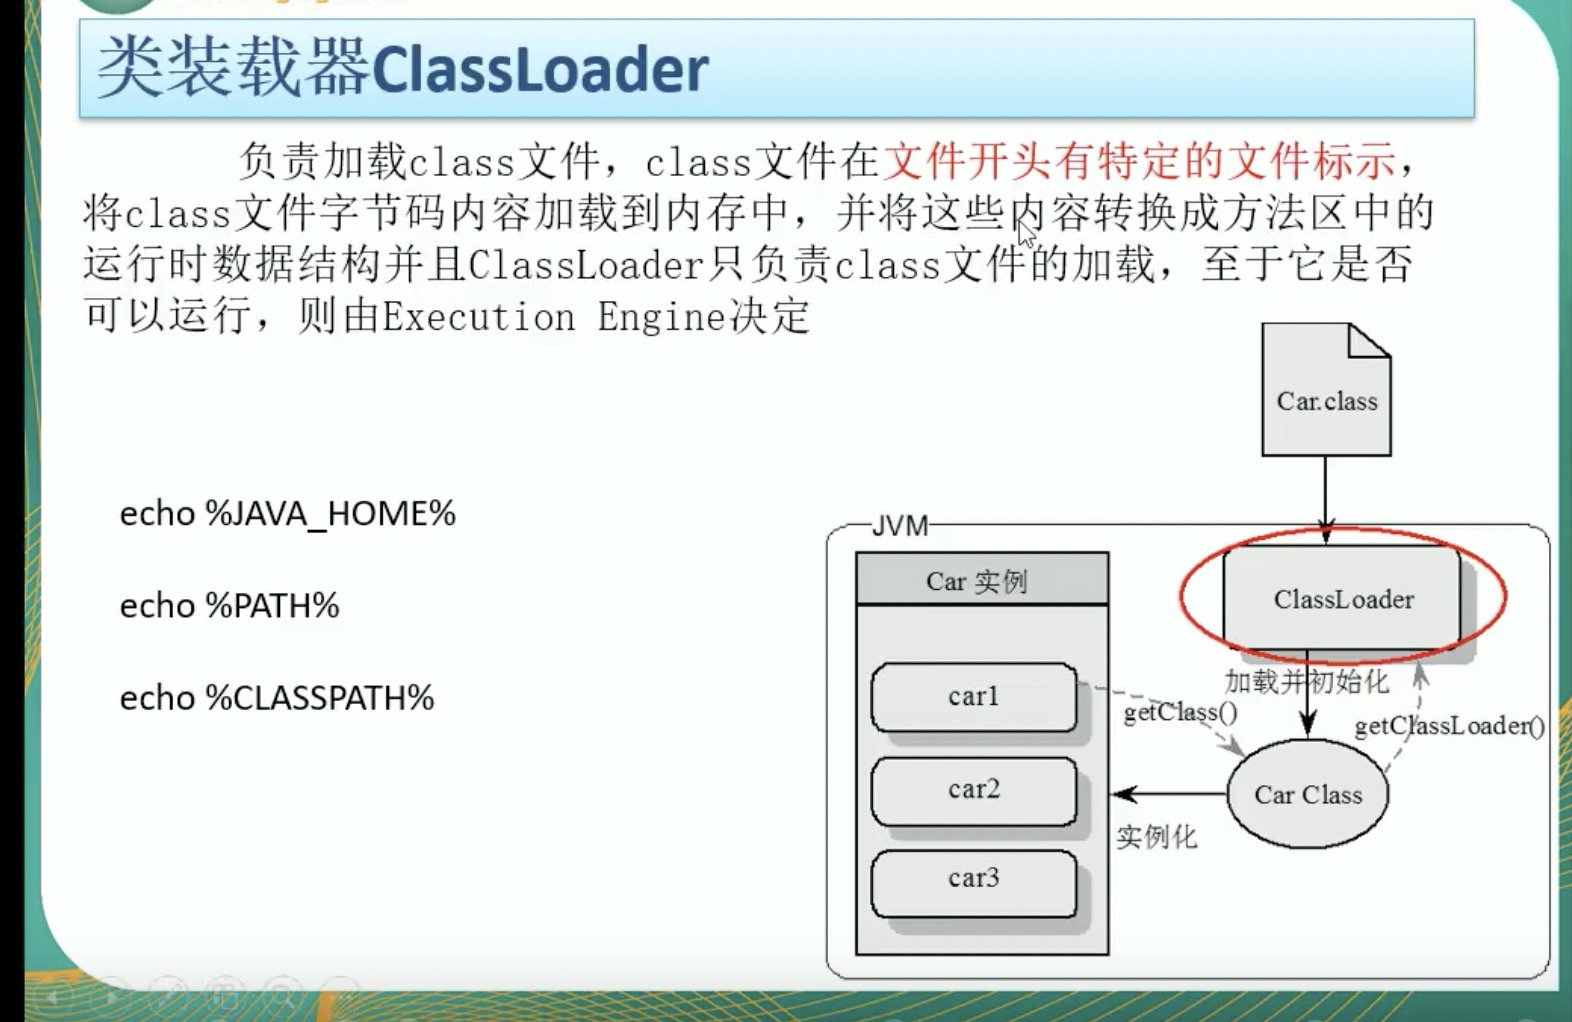 类装载器ClassLoader
负责加载class文件，class文件在文件开头有特定的文件标示，
将class文件字节码内容加载到内存中，并将这些内容转换成方法区中的
运行时数据结构并且ClassLoader只负责class文件的加载，至于它是否
可以运行，则由Execution Engine决定
echo %JAVA_HOME%
echo %PATH%
echo %CLASSPATH%
Car.class
JVM
Car 实例
ClassLoader
加载并初始化
car1
getClass()
getClassLoader()
car2
Car Class
实例化
car3